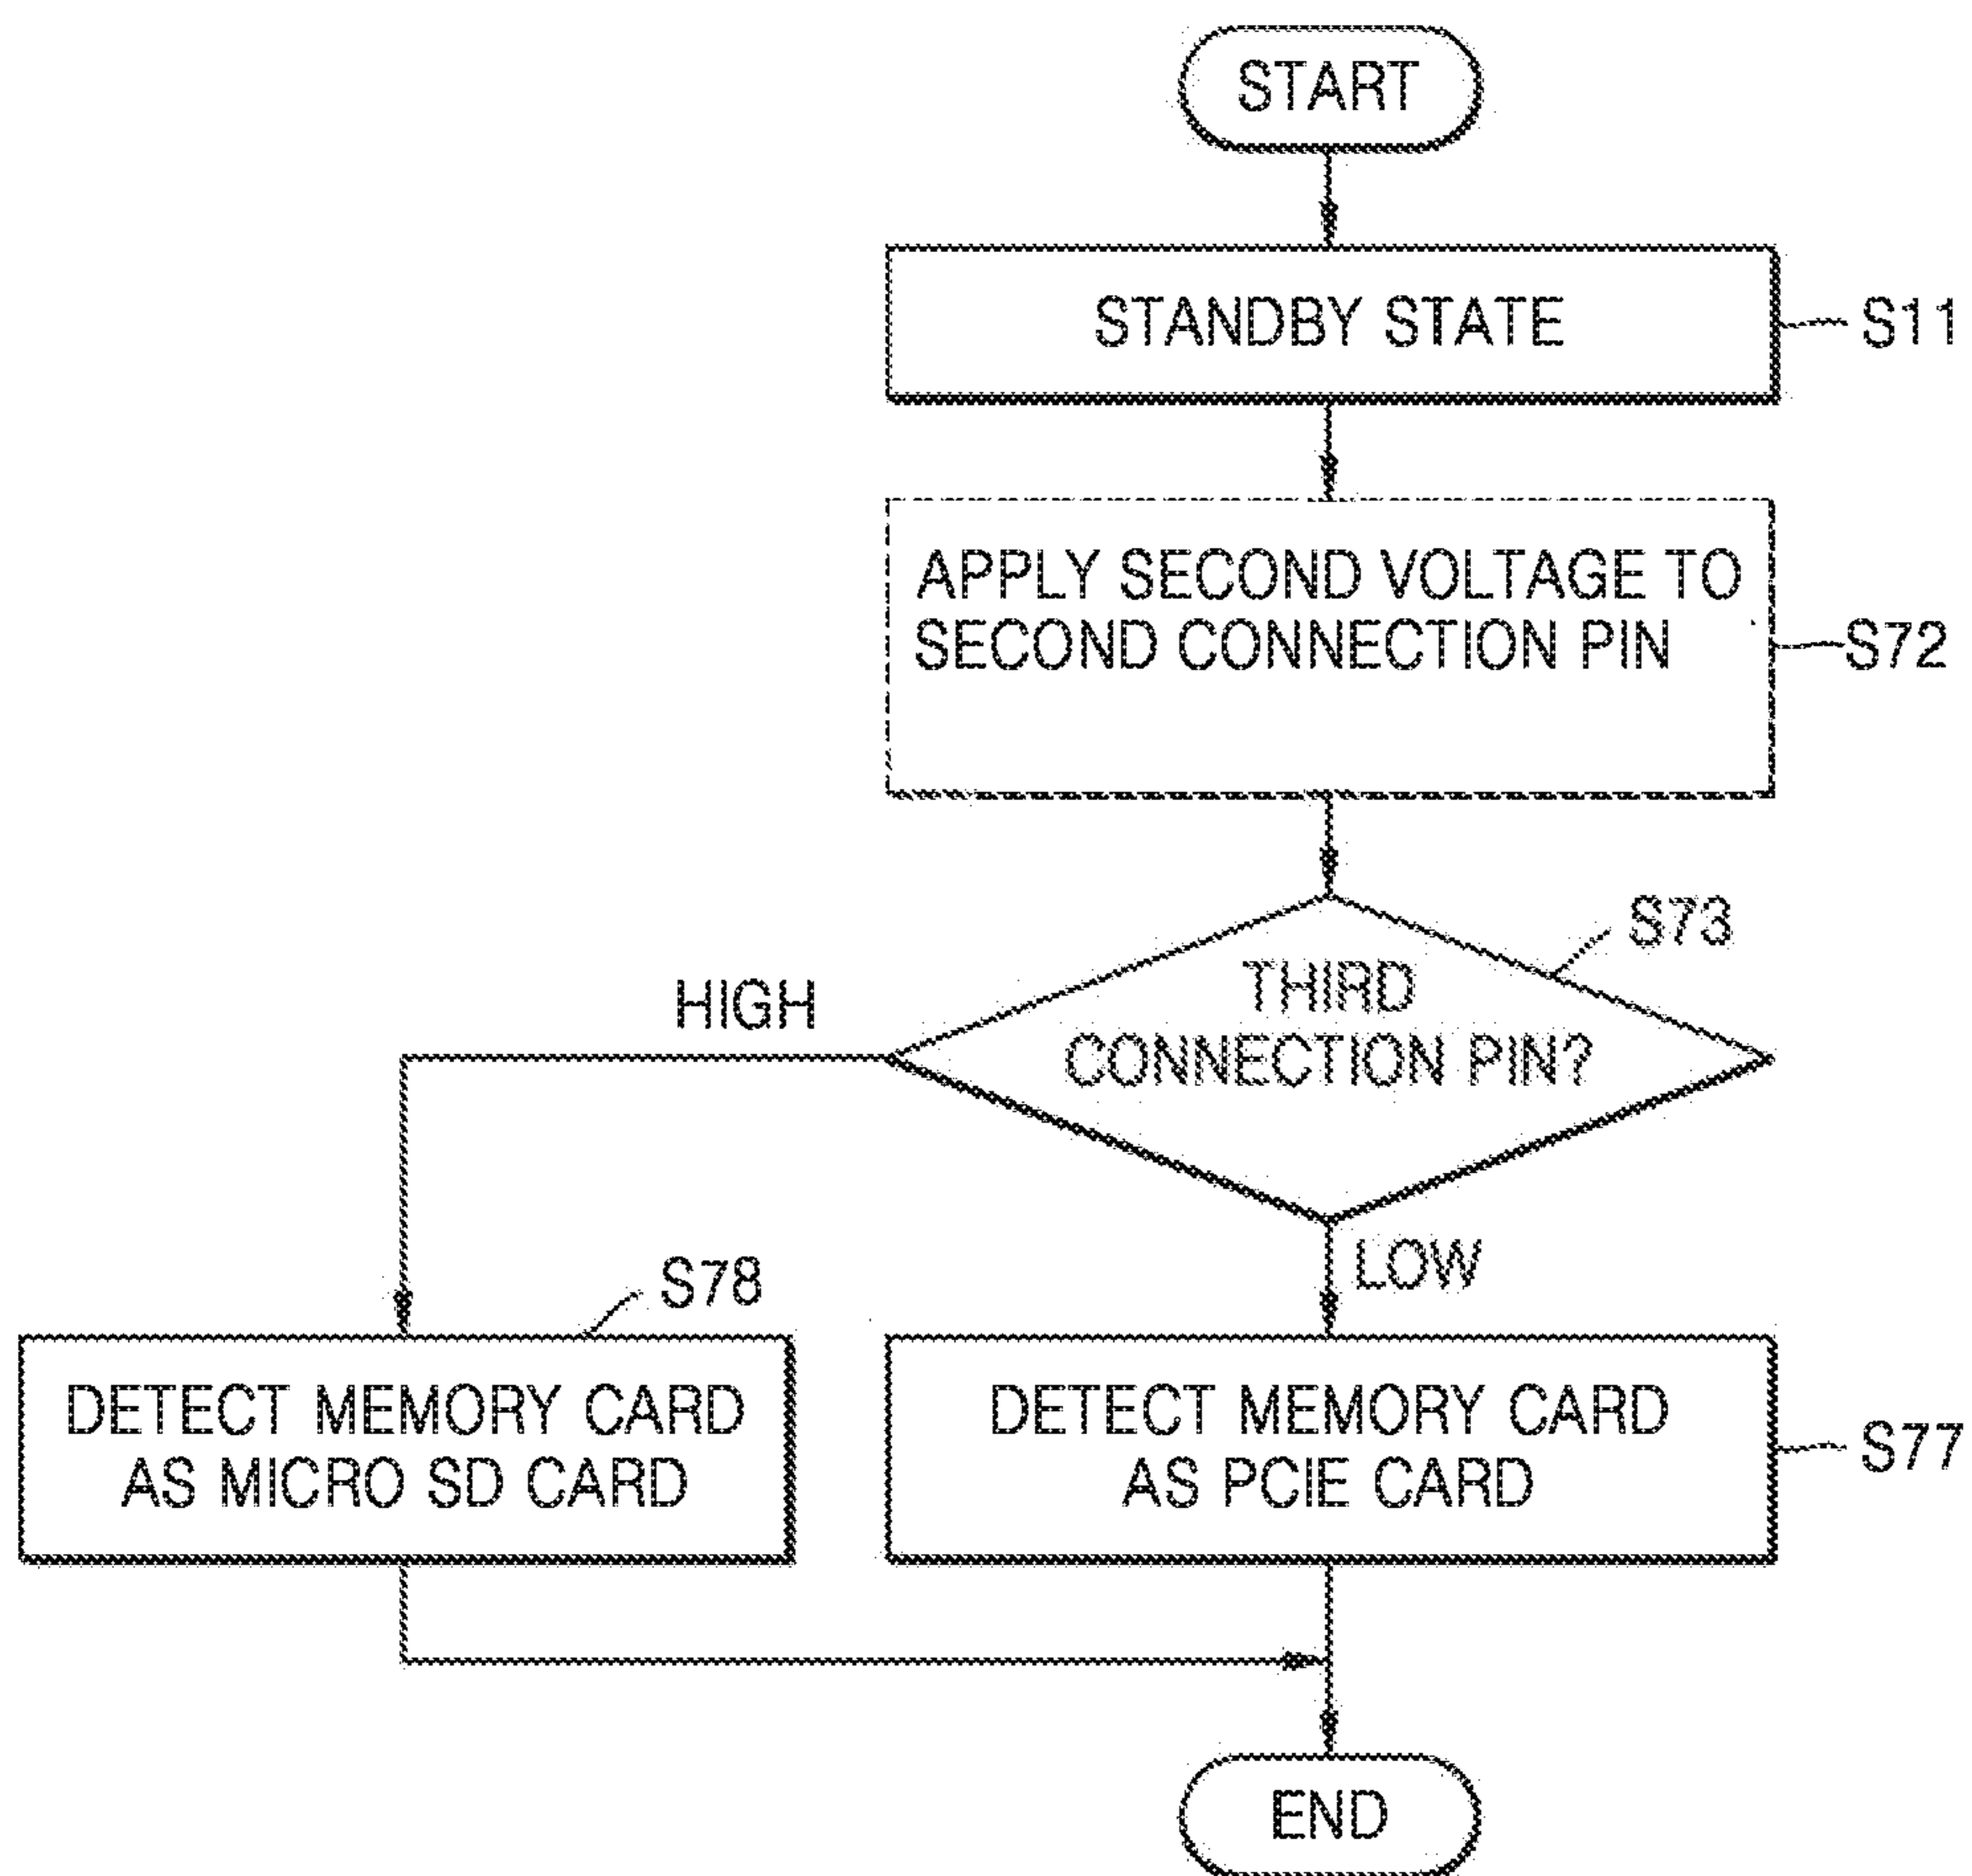 START
STANDBY STATE
S11
APPLY SECOND VOLTAGE TO
SECOND CONNECTION PIN
S72
S73
THIRD
CONNECTION PIN?
HIGH
LOW
S78
DETECT MEMORY CARD
AS MICRO SD CARD
DETECT MEMORY CARD
AS PCIE CARD
S77
END